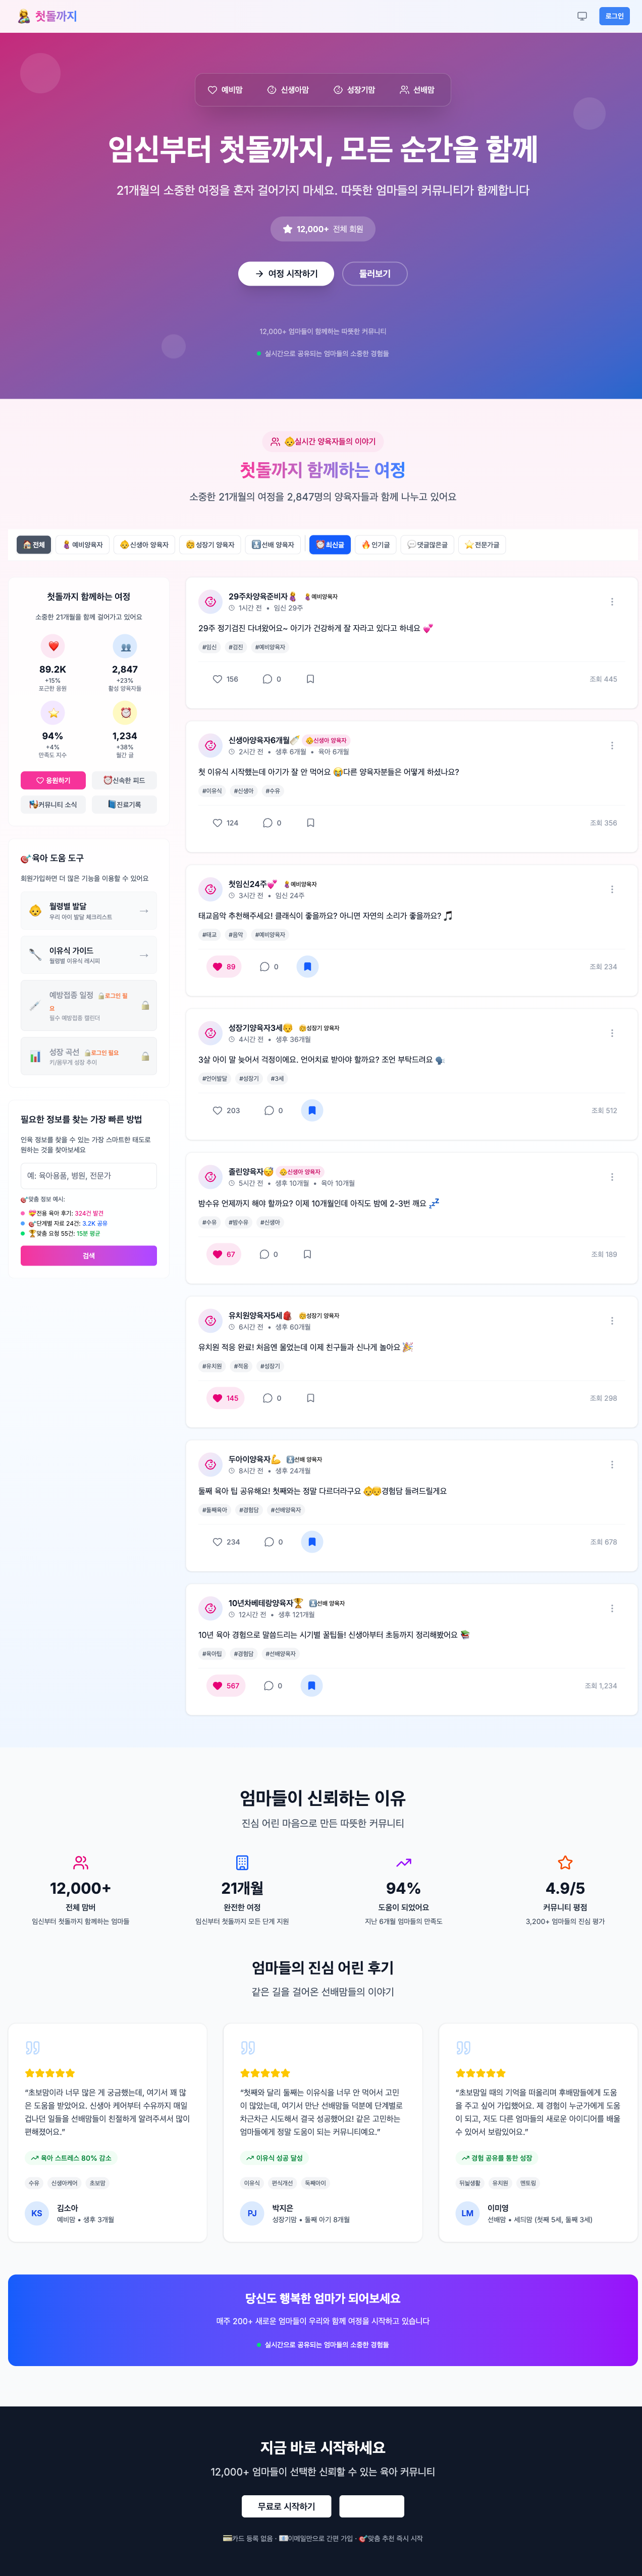 첫돌까지
로그인
예비맘
신생아맘
성장기맘
선배맘
임신부터 첫돌까지, 모든 순간을 함께
21개월의 소중한 여정을 혼자 걸어가지 마세요. 따뜻한 엄마들의 커뮤니티가 함께합니다
12,000+ 전체 회원
여정 시작하기
둘러보기
12,000+ 엄마들이 함께하는 따뜻한 커뮤니티
실시간으로 공유되는 엄마들의 소중한 경험들
👶실시간 양육자들의 이야기
첫돌까지 함께하는 여정
소중한 21개월의 여정을 2,847명의 양육자들과 함께 나누고 있어요
🏠전체
🤱예비양육자
👶신생아 양육자
성장기 양육자
선배 양육자
⏰최신글
🔥인기글
💬댓글많은글
⭐전문가글
첫돌까지 함께하는 여정
소중한 21개월을 함께 걸어가고 있어요
89.2K
+15%
포근한 응원
2,847
+23%
활성 양육자들
94%
+4%
만족도 지수
1,234
+38%
월간 글
응원하기
⏰신속한 피드
커뮤니티 소식
진료기록
🎯육아 도움 도구
회원가입하면 더 많은 기능을 이용할 수 있어요
월령별 발달
우리 아이 발달 체크리스트
→
이유식 가이드
월령별 이유식 레시피
→
예방접종 일정 🔒로그인 필요
필수 예방접종 캘린더
성장 곡선 🔒로그인 필요
키/몸무게 성장 추이
필요한 정보를 찾는 가장 빠른 방법
인육 정보를 찾을 수 있는 가장 스마트한 태도로
원하는 것을 찾아보세요
예: 육아용품, 병원, 전문가
🎯맞춤 정보 예시:
전용 육아 후기: 324건 발견
🎯단계별 자료 24건: 3.2K 공유
🏆맞춤 요청 55건: 15분 평균
검색
29주차양육준비자🤱 🤱예비양육자
1시간 전 • 임신 29주
29주 정기검진 다녀왔어요~ 아기가 건강하게 잘 자라고 있다고 하네요 💕
#임신 #검진 #예비양육자
156 0 조회 445
신생아양육자6개월🍼 👶신생아 양육자
2시간 전 • 생후 6개월 • 육아 6개월
첫 이유식 시작했는데 아기가 잘 안 먹어요 😭다른 양육자분들은 어떻게 하셨나요?
#이유식 #신생아 #수유
124 0 조회 356
첫임신24주💕 🤱예비양육자
3시간 전 • 임신 24주
태교음악 추천해주세요! 클래식이 좋을까요? 아니면 자연의 소리가 좋을까요? 🎵
#태교 #음악 #예비양육자
89 0 조회 234
성장기양육자3세👶 성장기 양육자
4시간 전 • 생후 36개월
3살 아이 말 늦어서 걱정이에요. 언어치료 받아야 할까요? 조언 부탁드려요 🗣️
#언어발달 #성장기 #3세
203 0 조회 512
졸린양육자😴 👶신생아 양육자
5시간 전 • 생후 10개월 • 육아 10개월
밤수유 언제까지 해야 할까요? 이제 10개월인데 아직도 밤에 2-3번 깨요 💤
#수유 #밤수유 #신생아
67 0 조회 189
유치원양육자5세🎒 성장기 양육자
6시간 전 • 생후 60개월
유치원 적응 완료! 처음엔 울었는데 이제 친구들과 신나게 놀아요 🎉
#유치원 #적응 #성장기
145 0 조회 298
두아이양육자💪 선배 양육자
8시간 전 • 생후 24개월
둘째 육아 팁 공유해요! 첫째와는 정말 다르더라구요 👶👶경험담 들려드릴게요
#둘째육아 #경험담 #선배양육자
234 0 조회 678
10년차베테랑양육자🏆 선배 양육자
12시간 전 • 생후 121개월
10년 육아 경험으로 말씀드리는 시기별 꿀팁들! 신생아부터 초등까지 정리해봤어요 📚
#육아팁 #경험담 #선배양육자
567 0 조회 1,234
엄마들이 신뢰하는 이유
진심 어린 마음으로 만든 따뜻한 커뮤니티
12,000+
전체 맘버
임신부터 첫돌까지 함께하는 엄마들
21개월
완전한 여정
임신부터 첫돌까지 모든 단계 지원
94%
도움이 되었어요
지난 6개월 엄마들의 만족도
4.9/5
커뮤니티 평점
3,200+ 엄마들의 진심 평가
엄마들의 진심 어린 후기
같은 길을 걸어온 선배맘들의 이야기
“초보맘이라 너무 많은 게 궁금했는데, 여기서 꽤 많
은 도움을 받았어요. 신생아 케어부터 수유까지 매일
겁나던 일들을 선배맘들이 친절하게 알려주셔서 많이
편해졌어요.”
육아 스트레스 80% 감소
수유 신생아케어 초보맘
KS
김소아
예비맘 • 생후 3개월
“첫째와 달리 둘째는 이유식을 너무 안 먹어서 고민
이 많았는데, 여기서 만난 선배맘들 덕분에 단계별로
차근차근 시도해서 결국 성공했어요! 같은 고민하는
엄마들에게 정말 도움이 되는 커뮤니티예요.”
이유식 성공 달성
이유식 편식개선 둑째아이
PJ
박지은
성장기맘 • 둘째 아기 8개월
“초보맘일 때의 기억을 떠올리며 후배맘들에게 도움
을 주고 싶어 가입했어요. 제 경험이 누군가에게 도움
이 되고, 저도 다른 엄마들의 새로운 아이디어를 배울
수 있어서 보람있어요.”
경험 공유를 통한 성장
뒤늦생활 유치원 멘토링
LM
이미영
선배맘 • 세듸맘 (첫째 5세, 둘째 3세)
당신도 행복한 엄마가 되어보세요
매주 200+ 새로운 엄마들이 우리와 함께 여정을 시작하고 있습니다
실시간으로 공유되는 엄마들의 소중한 경험들
지금 바로 시작하세요
12,000+ 엄마들이 선택한 신뢰할 수 있는 육아 커뮤니티
무료로 시작하기
💳카드 등록 없음 · 📧이메일만으로 간편 가입 · 🎯맞춤 추천 즉시 시작